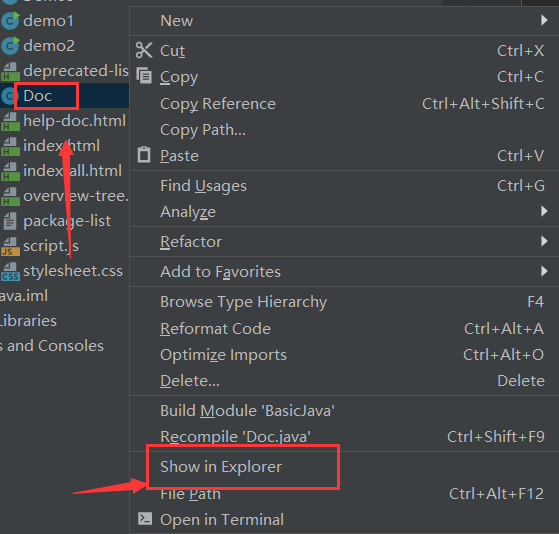 demo1
demo2
deprecated-lis
Doc
help-doc.html
index.html
index-all.html
overview-tree.
package-list
script.js
stylesheet.css
ava.iml
Libraries
s and Consoles
New
Cut Ctrl+X
Copy Ctrl+C
Copy Reference Ctrl+Alt+Shift+C
Copy Path...
Paste Ctrl+V
Find Usages Ctrl+G
Analyze
Refactor
Add to Favorites
Browse Type Hierarchy F4
Reformat Code Ctrl+Alt+A
Optimize Imports Ctrl+Alt+O
Delete... Delete
Build Module 'BasicJava'
Recompile 'Doc.java' Ctrl+Shift+F9
Show in Explorer
File Path Ctrl+Alt+F12
Open in Terminal